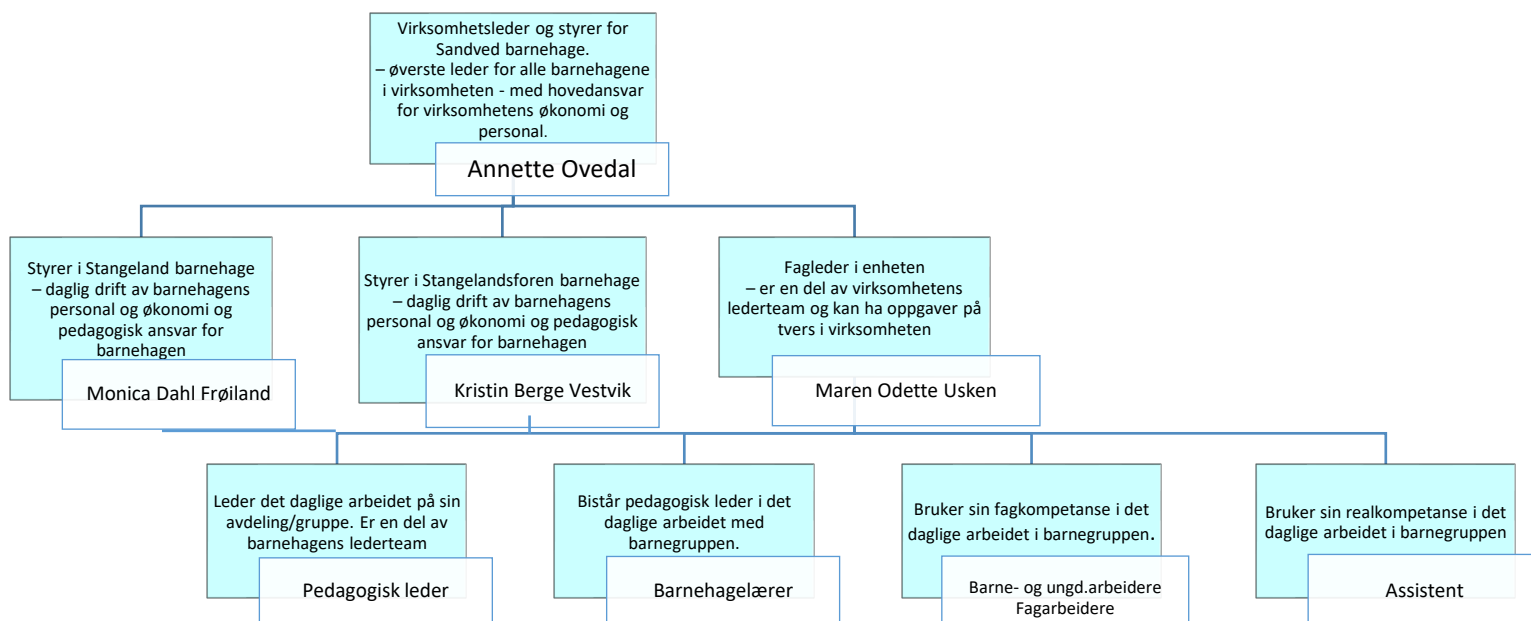 Virksomhetsleder og styrer for
Sandved barnehage.
– øverste leder for alle barnehagene
i virksomheten - med hovedansvar
for virksomhetens økonomi og
personal.
Annette Ovedal
Styrer i Stangeland barnehage
– daglig drift av barnehagens
personal og økonomi og
pedagogisk ansvar for
barnehagen
Monica Dahl Frøiland
Styrer i Stangelandsforen barnehage
– daglig drift av barnehagens
personal og økonomi og pedagogisk
ansvar for barnehagen
Kristin Berge Vestvik
Fagleder i enheten
– er en del av virksomhetens
lederteam og kan ha oppgaver på
tvers i virksomheten
Maren Odette Usken
Leder det daglige arbeidet på sin
avdeling/gruppe. Er en del av
barnehagens lederteam
Pedagogisk leder
Bistår pedagogisk leder i det
daglige arbeidet med
barnegruppen.
Barnehagelærer
Bruker sin fagkompetanse i det
daglige arbeidet i barnegruppen.
Barne- og ungd.arbeidere
Fagarbeidere
Bruker sin realkompetanse i det
daglige arbeidet i barnegruppen
Assistent